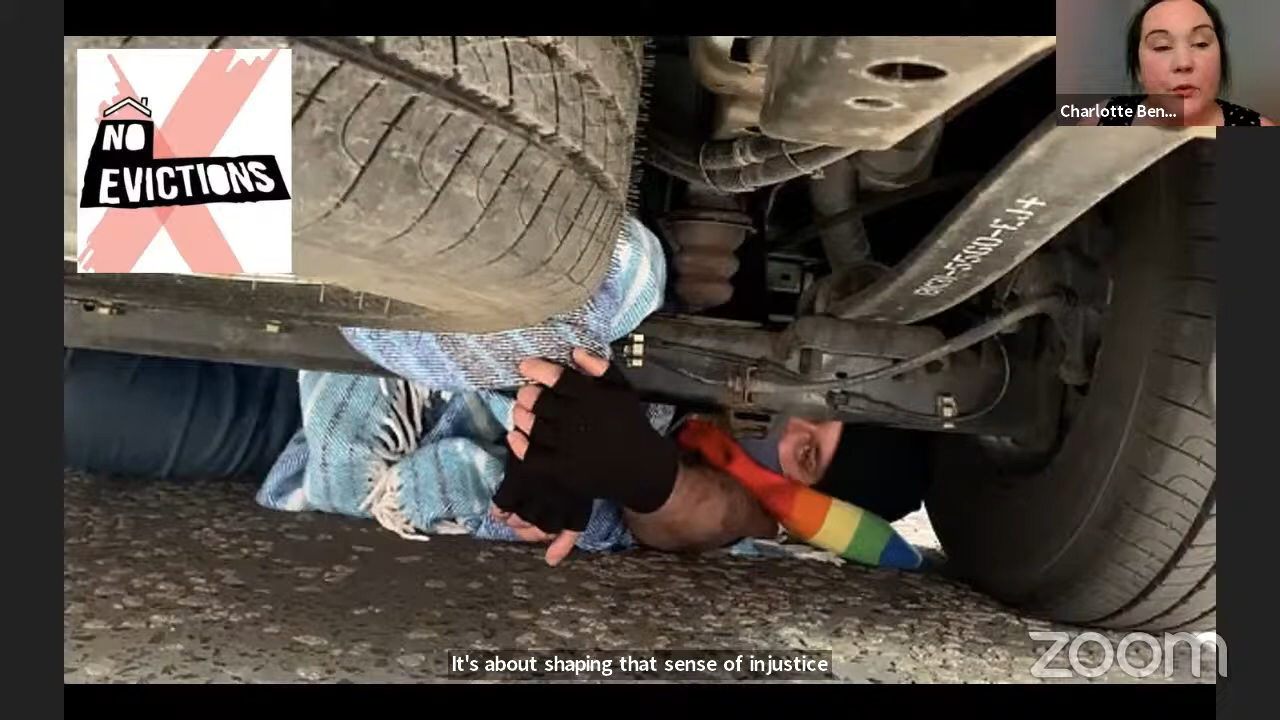 NO
EVICTIONS
Charlotte Ben...
It's about shaping that sense of injustice
zoom